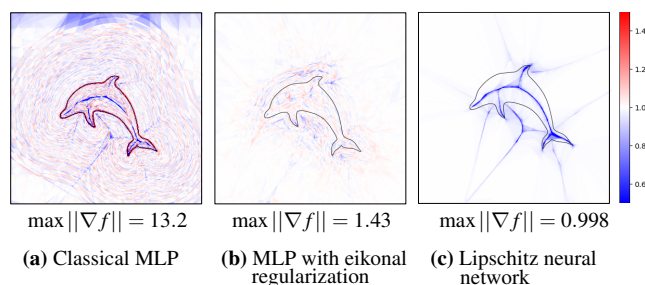 1.4
1.2
1.0
0.8
0.6
max ||∇f|| = 13.2
max ||∇f|| = 1.43
max ||∇f|| = 0.998
(a) Classical MLP
(b) MLP with eikonal
regularization
(c) Lipschitz neural
network